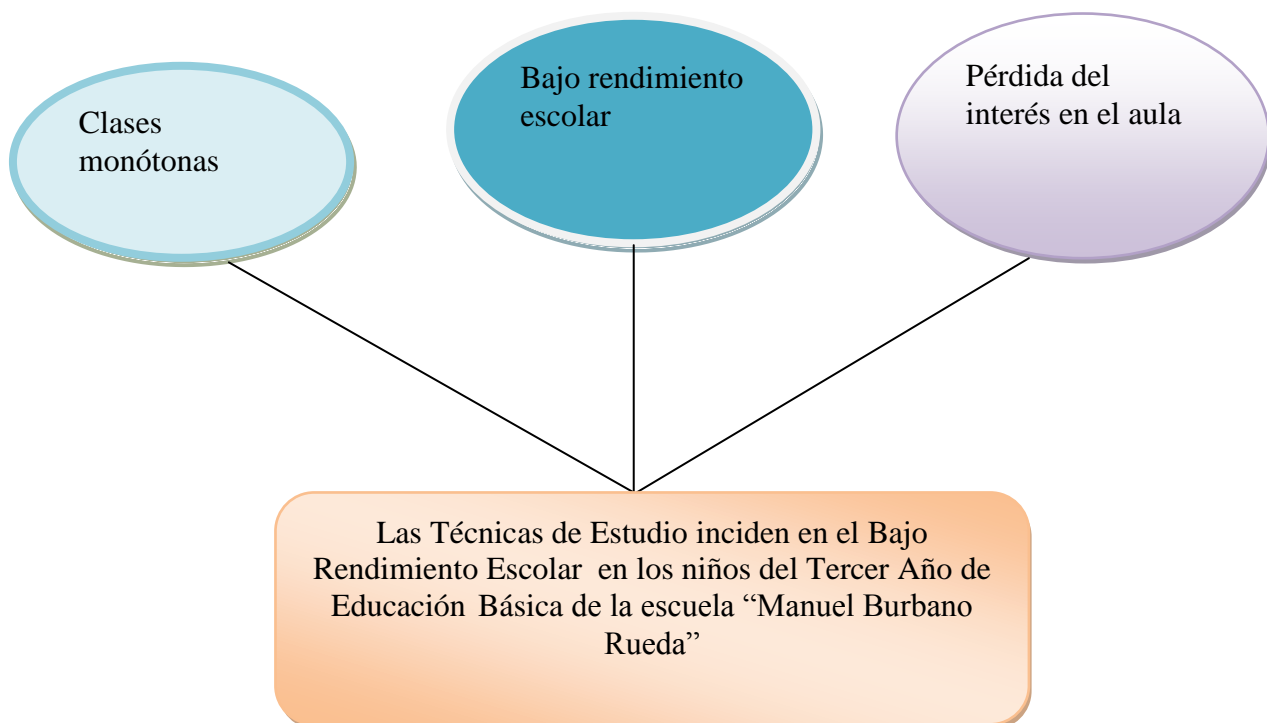 Clases
monótonas
Bajo rendimiento
escolar
Pérdida del
interés en el aula
Las Técnicas de Estudio inciden en el Bajo
Rendimiento Escolar en los niños del Tercer Año de
Educación Básica de la escuela “Manuel Burbano
Rueda”